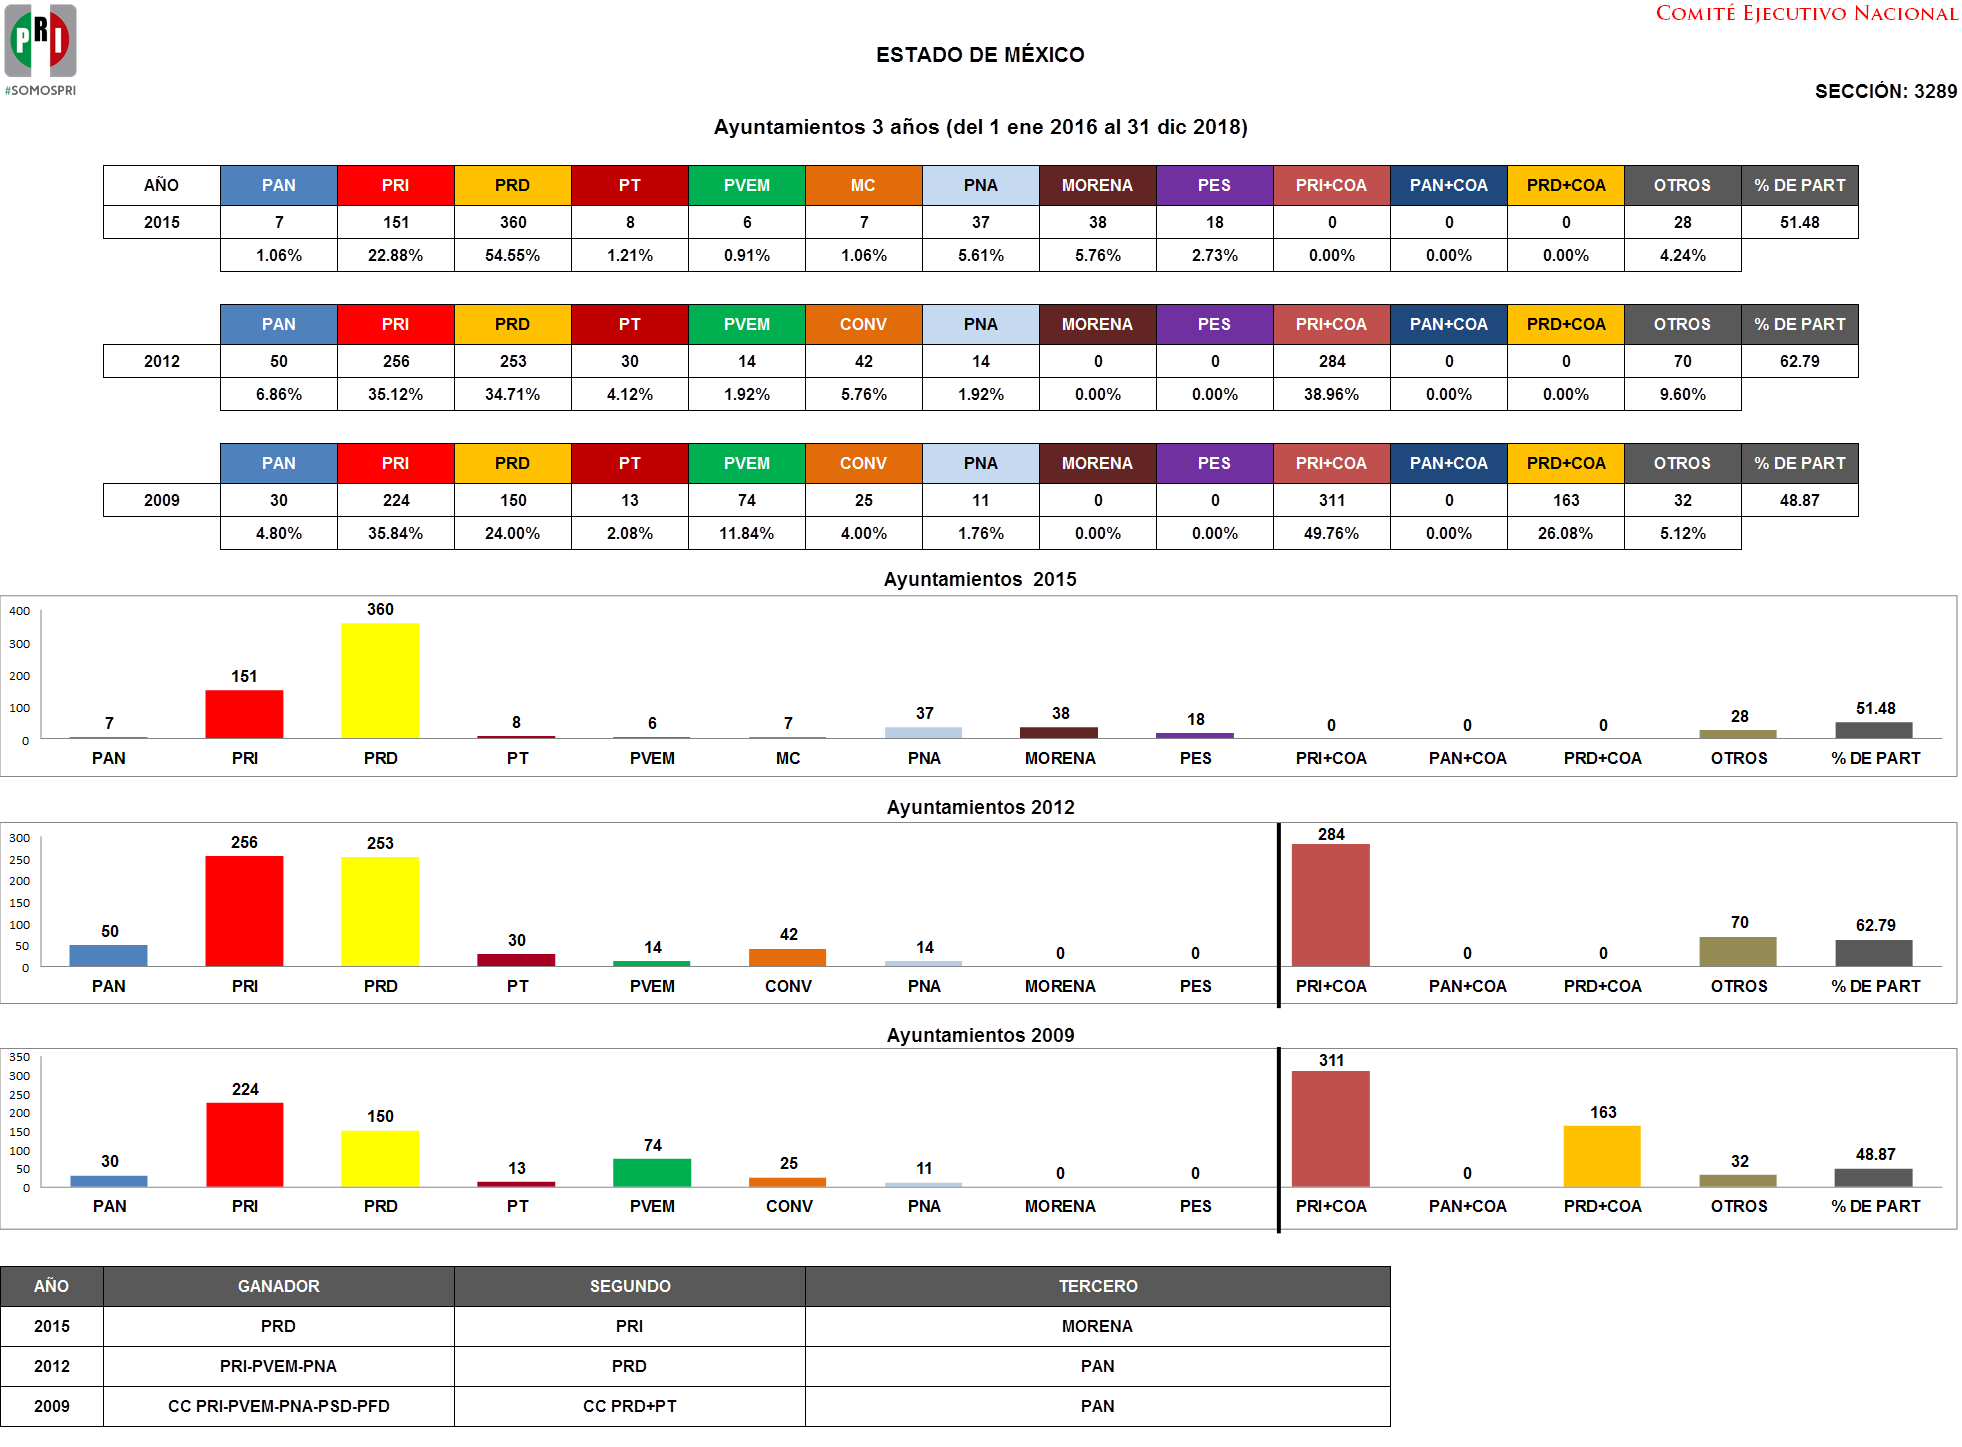 COMITÉ EJECUTIVO NACIONAL
PRI
#SOMOSPRI
ESTADO DE MÉXICO
SECCIÓN: 3289
Ayuntamientos 3 años (del 1 ene 2016 al 31 dic 2018)
AÑO PAN PRI PRD PT PVEM MC PNA MORENA PES PRI+COA PAN+COA PRD+COA OTROS % DE PART
2015 7 151 360 8 6 7 37 38 18 0 0 0 28 51.48
1.06% 22.88% 54.55% 1.21% 0.91% 1.06% 5.61% 5.76% 2.73% 0.00% 0.00% 0.00% 4.24%
PAN PRI PRD PT PVEM CONV PNA MORENA PES PRI+COA PAN+COA PRD+COA OTROS % DE PART
2012 50 256 253 30 14 42 14 0 0 284 0 0 70 62.79
6.86% 35.12% 34.71% 4.12% 1.92% 5.76% 1.92% 0.00% 0.00% 38.96% 0.00% 0.00% 9.60%
PAN PRI PRD PT PVEM CONV PNA MORENA PES PRI+COA PAN+COA PRD+COA OTROS % DE PART
2009 30 224 150 13 74 25 11 0 0 311 0 163 32 48.87
4.80% 35.84% 24.00% 2.08% 11.84% 4.00% 1.76% 0.00% 0.00% 49.76% 0.00% 26.08% 5.12%
Ayuntamientos 2015
400
300
200
100
0
7 151 360 8 6 7 37 38 18 0 0 0 28 51.48
PAN PRI PRD PT PVEM MC PNA MORENA PES PRI+COA PAN+COA PRD+COA OTROS % DE PART
Ayuntamientos 2012
300
250
200
150
100
50
0
50 256 253 30 14 42 14 0 0 284 0 0 70 62.79
PAN PRI PRD PT PVEM CONV PNA MORENA PES PRI+COA PAN+COA PRD+COA OTROS % DE PART
Ayuntamientos 2009
350
300
250
200
150
100
50
0
30 224 150 13 74 25 11 0 0 311 0 163 32 48.87
PAN PRI PRD PT PVEM CONV PNA MORENA PES PRI+COA PAN+COA PRD+COA OTROS % DE PART
AÑO GANADOR SEGUNDO TERCERO
2015 PRD PRI MORENA
2012 PRI-PVEM-PNA PRD PAN
2009 CC PRI-PVEM-PNA-PSD-PFD CC PRD+PT PAN